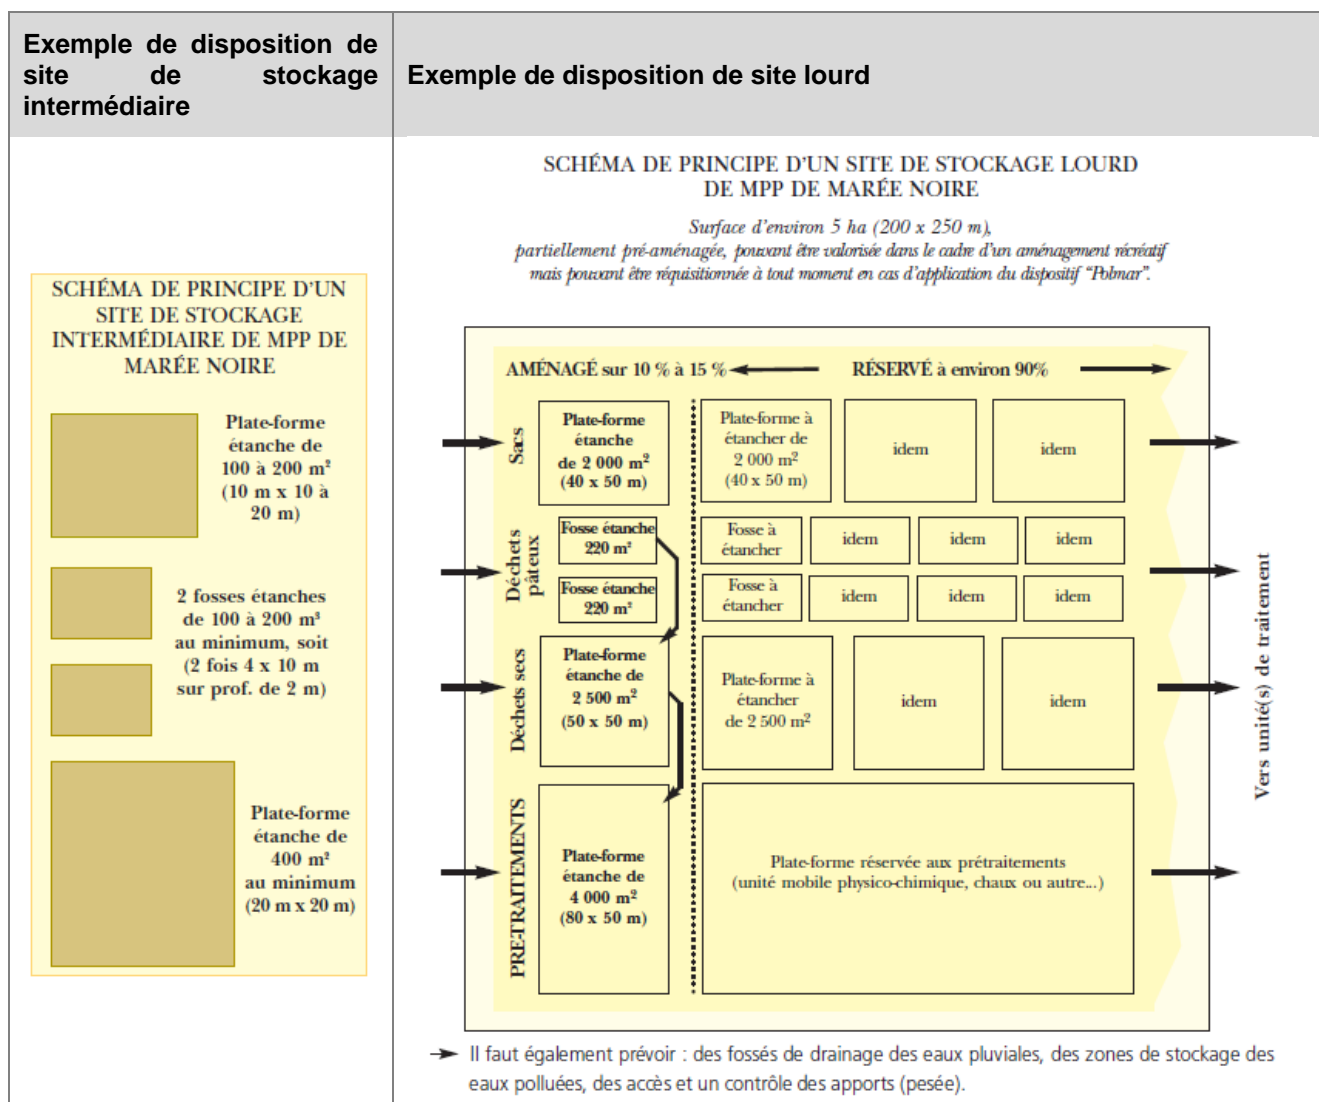 Exemple de disposition de
site de stockage
intermédiaire
Exemple de disposition de site lourd
SCHÉMA DE PRINCIPE D'UN
SITE DE STOCKAGE
INTERMÉDIAIRE DE MPP DE
MARÉE NOIRE
Plate-forme
étanche de
100 à 200 m²
(10 m x 10 à
20 m)
2 fosses étanches
de 100 à 200 m³
au minimum, soit
(2 fois 4 x 10 m
sur prof. de 2 m)
Plate-forme
étanche de
400 m²
au minimum
(20 m x 20 m)
SCHÉMA DE PRINCIPE D'UN SITE DE STOCKAGE LOURD
DE MPP DE MARÉE NOIRE
Surface d'environ 5 ha (200 x 250 m),
partiellement pré-aménagée, pouvant être valorisée dans le cadre d'un aménagement récréatif
mais pouvant être réquisitionnée à tout moment en cas d'application du dispositif “Polmar”.
AMÉNAGÉ sur 10 % à 15 %
RÉSERVÉ à environ 90%
Sacs
Plate-forme
étanche
de 2 000 m²
(40 x 50 m)
Plate-forme à
étancher de
2 000 m²
(40 x 50 m)
idem
idem
Déchets
pâteux
Fosse étanche
220 m²
Fosse à
étancher
idem
idem
idem
Fosse étanche
220 m²
Fosse à
étancher
idem
idem
idem
Déchets secs
Plate-forme
étanche de
2 500 m²
(50 x 50 m)
Plate-forme à
étancher
de 2 500 m²
idem
idem
PRE-TRAITEMENTS
Plate-forme
étanche de
4 000 m²
(80 x 50 m)
Plate-forme réservée aux prétraitements
(unité mobile physico-chimique, chaux ou autre...)
Vers unité(s) de traitement
Il faut également prévoir : des fossés de drainage des eaux pluviales, des zones de stockage des
eaux polluées, des accès et un contrôle des apports (pesée).